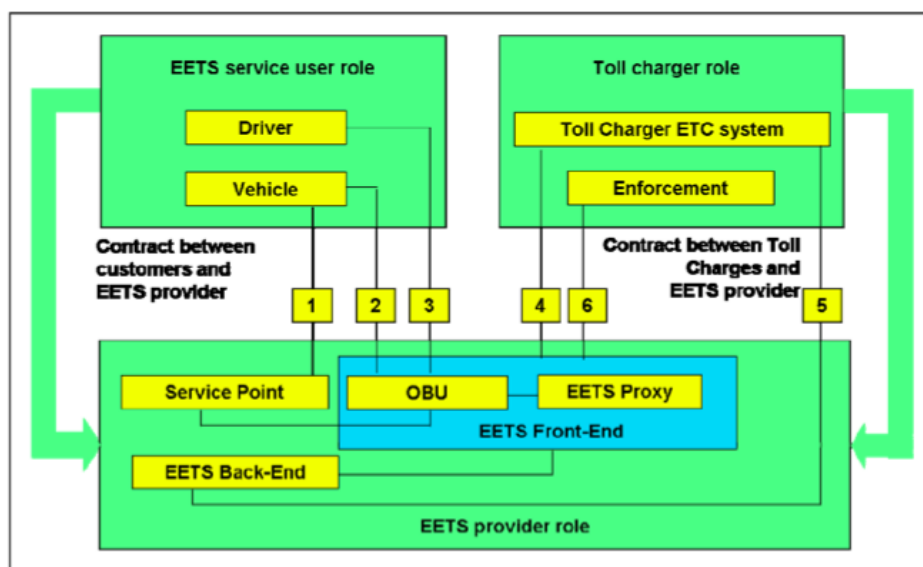 EETS service user role
Toll charger role
Driver
Toll Charger ETC system
Vehicle
Enforcement
Contract between
customers and
EETS provider
Contract between Toll
Charges and
EETS provider
1
2
3
4
6
5
Service Point
OBU
EETS Proxy
EETS Front-End
EETS Back-End
EETS provider role